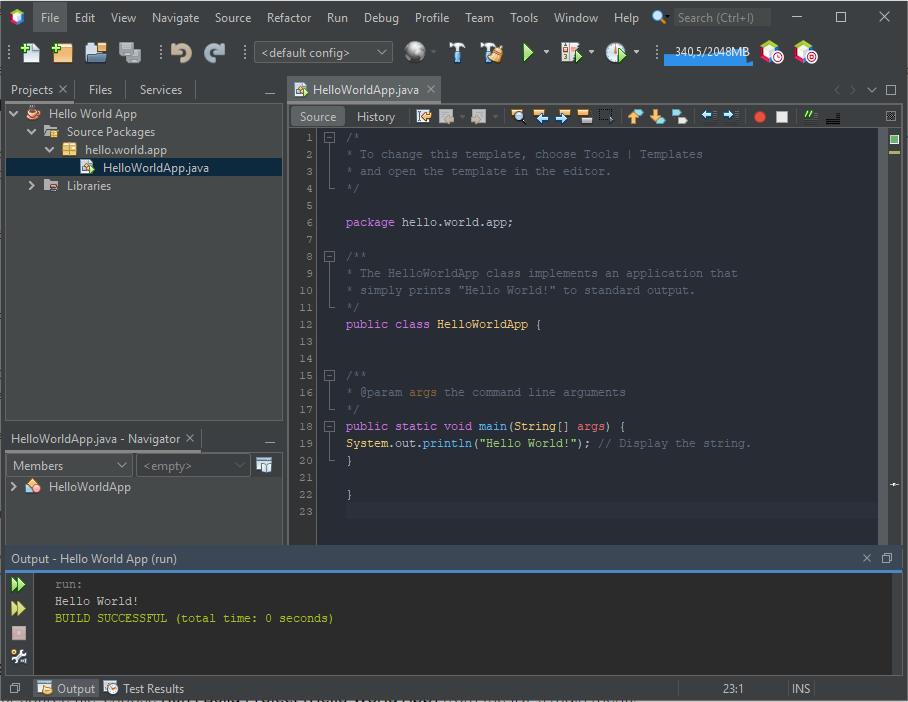 File Edit View Navigate Source Refactor Run Debug Profile Team Tools Window Help Search (Ctrl+I)
<default config> 340,5/2048MB
Projects Files Services
Hello World App
Source Packages
hello.world.app
HelloWorldApp.java
Libraries
HelloWorldApp.java - Navigator
Members <empty>
HelloWorldApp
HelloWorldApp.java
Source History
1 /*
2 * To change this template, choose Tools | Templates
3 * and open the template in the editor.
4 */
5
6 package hello.world.app;
7
8 /**
9 * The HelloWorldApp class implements an application that
10 * simply prints "Hello World!" to standard output.
11 */
12 public class HelloWorldApp {
13
14
15 /**
16 * @param args the command line arguments
17 */
18 public static void main(String[] args) {
19 System.out.println("Hello World!"); // Display the string.
20 }
21
22 }
23
Output - Hello World App (run)
run:
Hello World!
BUILD SUCCESSFUL (total time: 0 seconds)
Output Test Results 23:1 INS